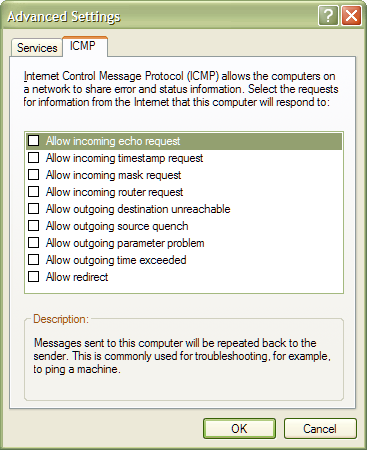 Advanced Settings
Services ICMP
Internet Control Message Protocol (ICMP) allows the computers on
a network to share error and status information. Select the requests
for information from the Internet that this computer will respond to:
Allow incoming echo request
Allow incoming timestamp request
Allow incoming mask request
Allow incoming router request
Allow outgoing destination unreachable
Allow outgoing source quench
Allow outgoing parameter problem
Allow outgoing time exceeded
Allow redirect
Description:
Messages sent to this computer will be repeated back to the
sender. This is commonly used for troubleshooting, for example,
to ping a machine.
OK Cancel